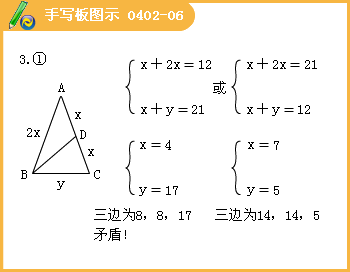 手写板图示 0402-06
3.①
x+2x=12 或 x+2x=21
x+y=21 x+y=12
A
x
2x
D
x
B
C
y
x=4 x=7
y=17 y=5
三边为8，8，17 三边为14，14，5
矛盾！